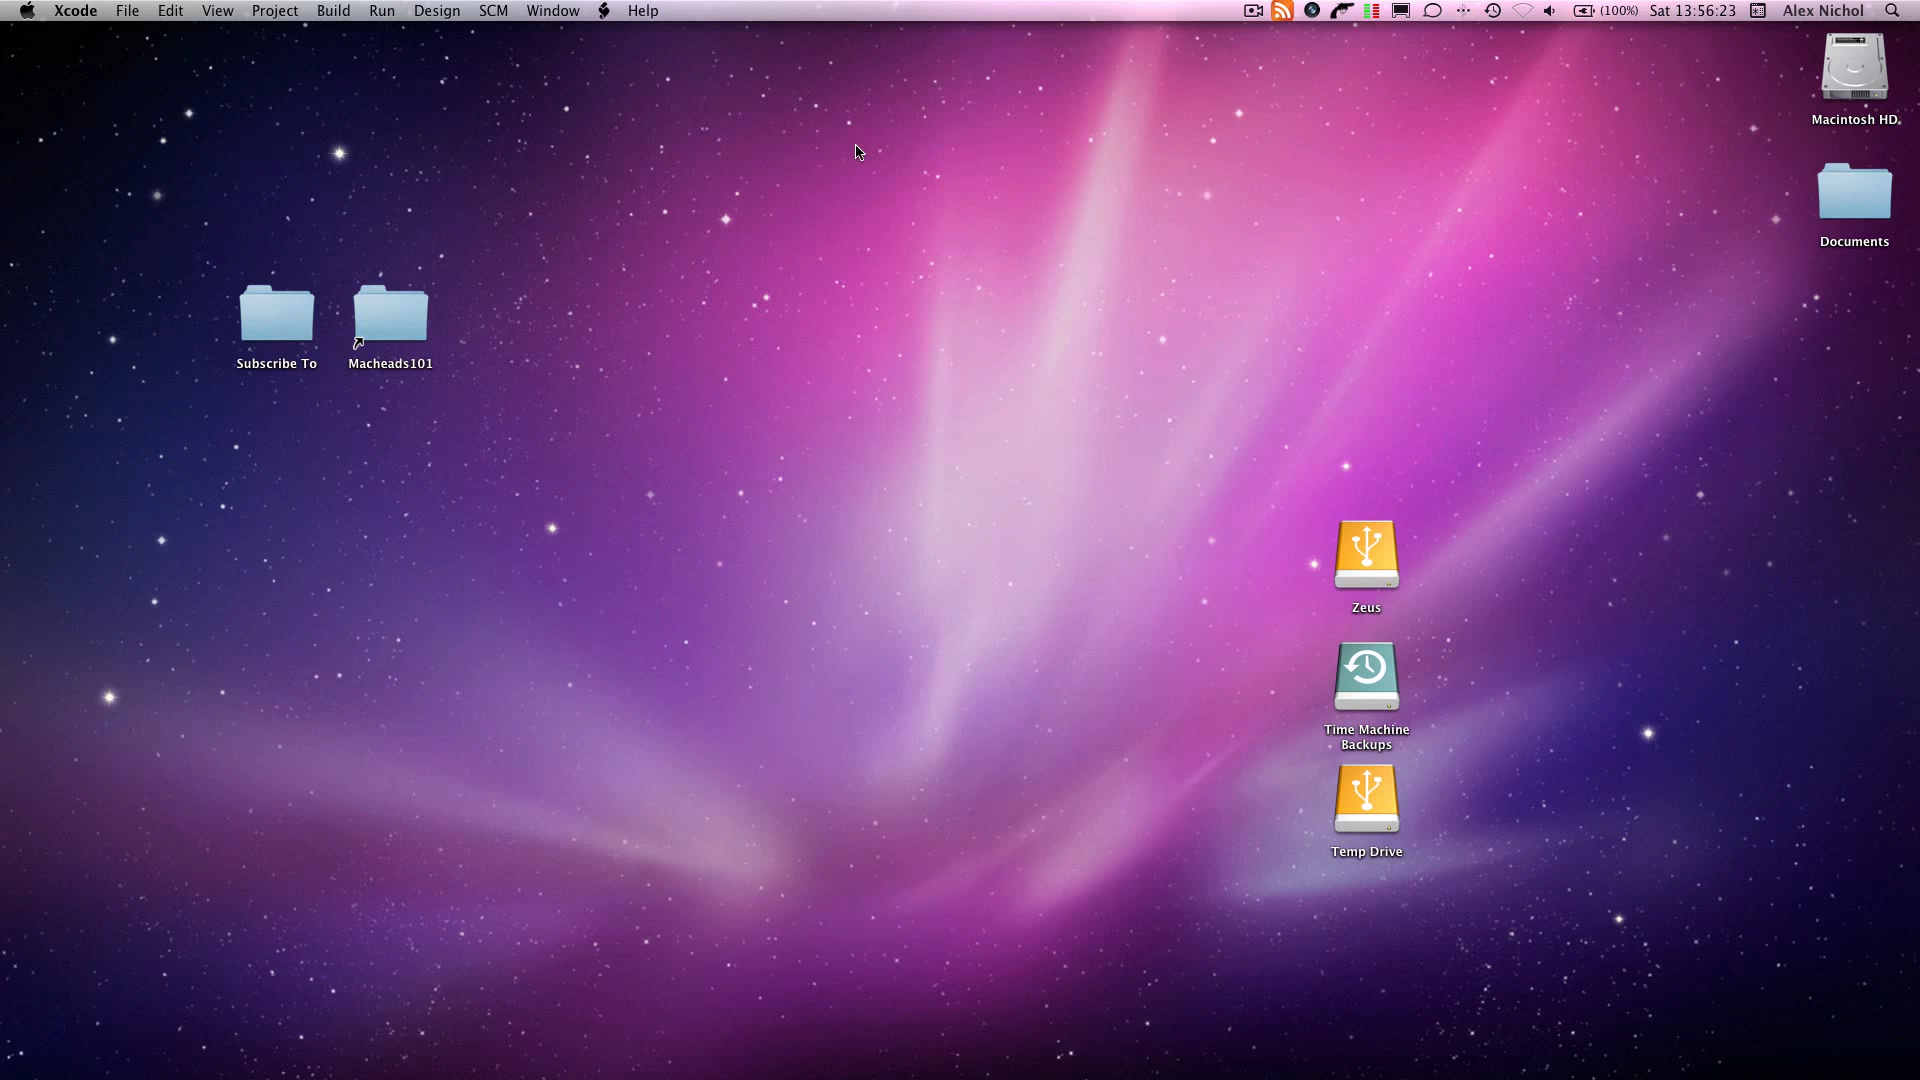 Xcode File Edit View Project Build Run Design SCM Window Help (100%) Sat 13:56:23 Alex Nichol
Macintosh HD
Documents
Subscribe To
Macheads101
Zeus
Time Machine
Backups
Temp Drive